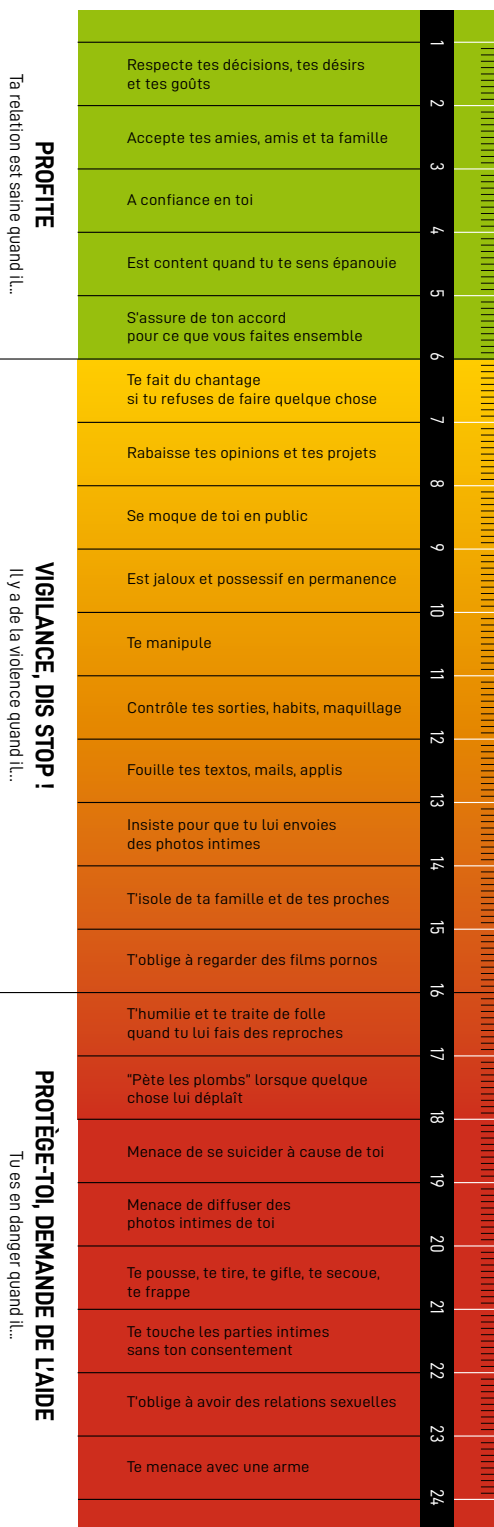 PROFITE
Ta relation est saine quand il...
1
Respecte tes décisions, tes désirs
et tes goûts
2
Accepte tes amies, amis et ta famille
3
A confiance en toi
4
Est content quand tu te sens épanouie
5
S'assure de ton accord
pour ce que vous faites ensemble
6
VIGILANCE, DIS STOP !
Il y a de la violence quand il...
Te fait du chantage
si tu refuses de faire quelque chose
7
Rabaisse tes opinions et tes projets
8
Se moque de toi en public
9
Est jaloux et possessif en permanence
10
Te manipule
11
Contrôle tes sorties, habits, maquillage
12
Fouille tes textos, mails, applis
13
Insiste pour que tu lui envoies
des photos intimes
14
T'isole de ta famille et de tes proches
15
T'oblige à regarder des films pornos
16
PROTÈGE-TOI, DEMANDE DE L'AIDE
Tu es en danger quand il...
T'humilie et te traite de folle
quand tu lui fais des reproches
17
"Pète les plombs" lorsque quelque
chose lui déplaît
18
Menace de se suicider à cause de toi
19
Menace de diffuser des
photos intimes de toi
20
Te pousse, te tire, te gifle, te secoue,
te frappe
21
Te touche les parties intimes
sans ton consentement
22
T'oblige à avoir des relations sexuelles
23
Te menace avec une arme
24